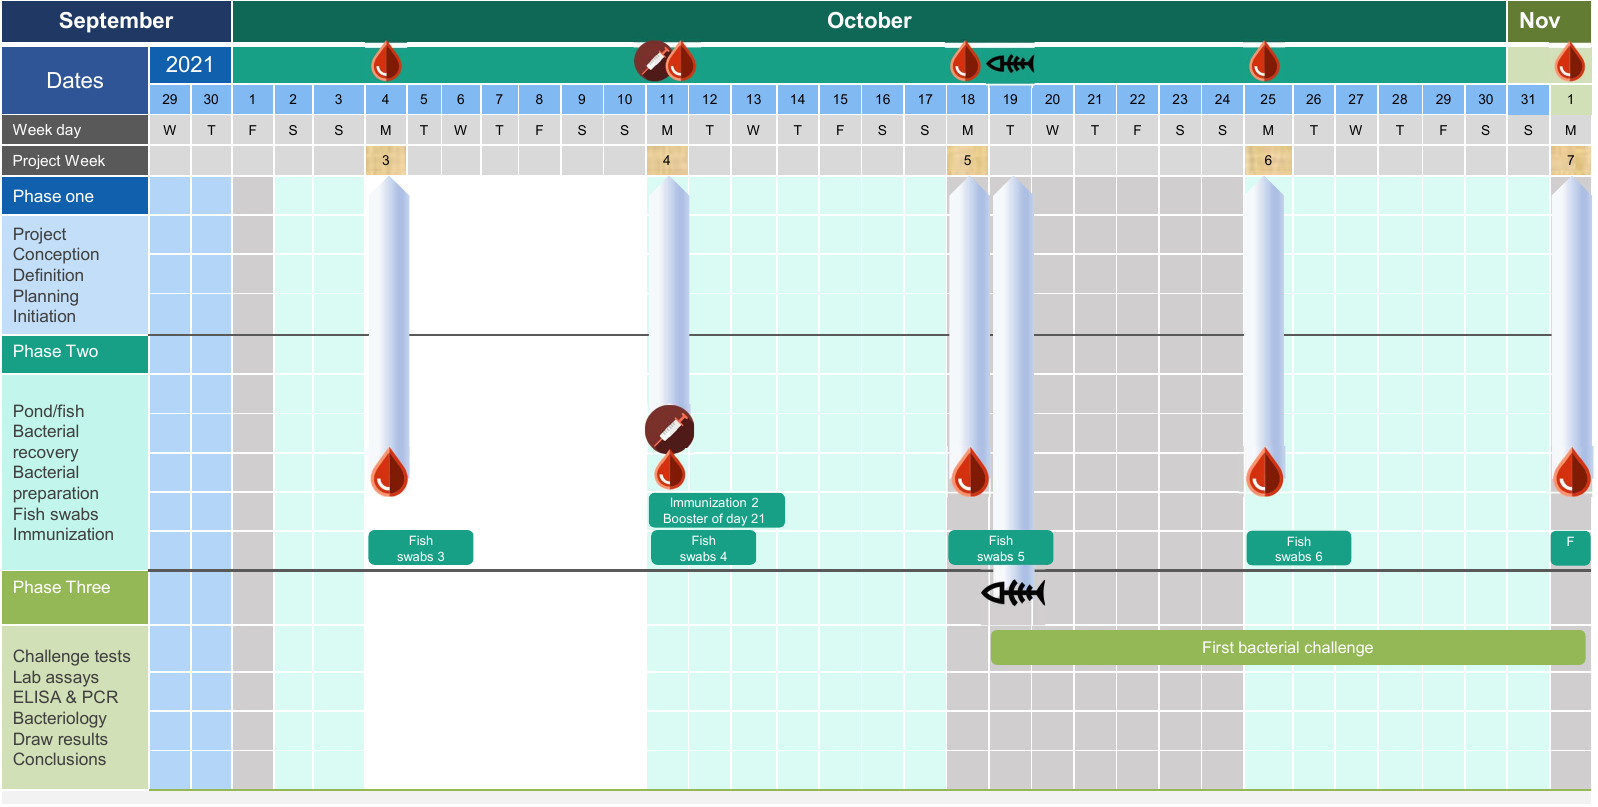 September October Nov
Dates 2021
29 30 1 2 3 4 5 6 7 8 9 10 11 12 13 14 15 16 17 18 19 20 21 22 23 24 25 26 27 28 29 30 31 1
Week day W T F S S M T W T F S S M T W T F S S M T W T F S S M T W T F S S M
Project Week 3 4 5 6 7
Phase one
Project
Conception
Definition
Planning
Initiation
Phase Two
Pond/fish
Bacterial
recovery
Bacterial
preparation
Fish swabs
Immunization
Immunization 2
Booster of day 21
Fish
swabs 3
Fish
swabs 4
Fish
swabs 5
Fish
swabs 6
F
Phase Three
Challenge tests
Lab assays
ELISA & PCR
Bacteriology
Draw results
Conclusions
First bacterial challenge